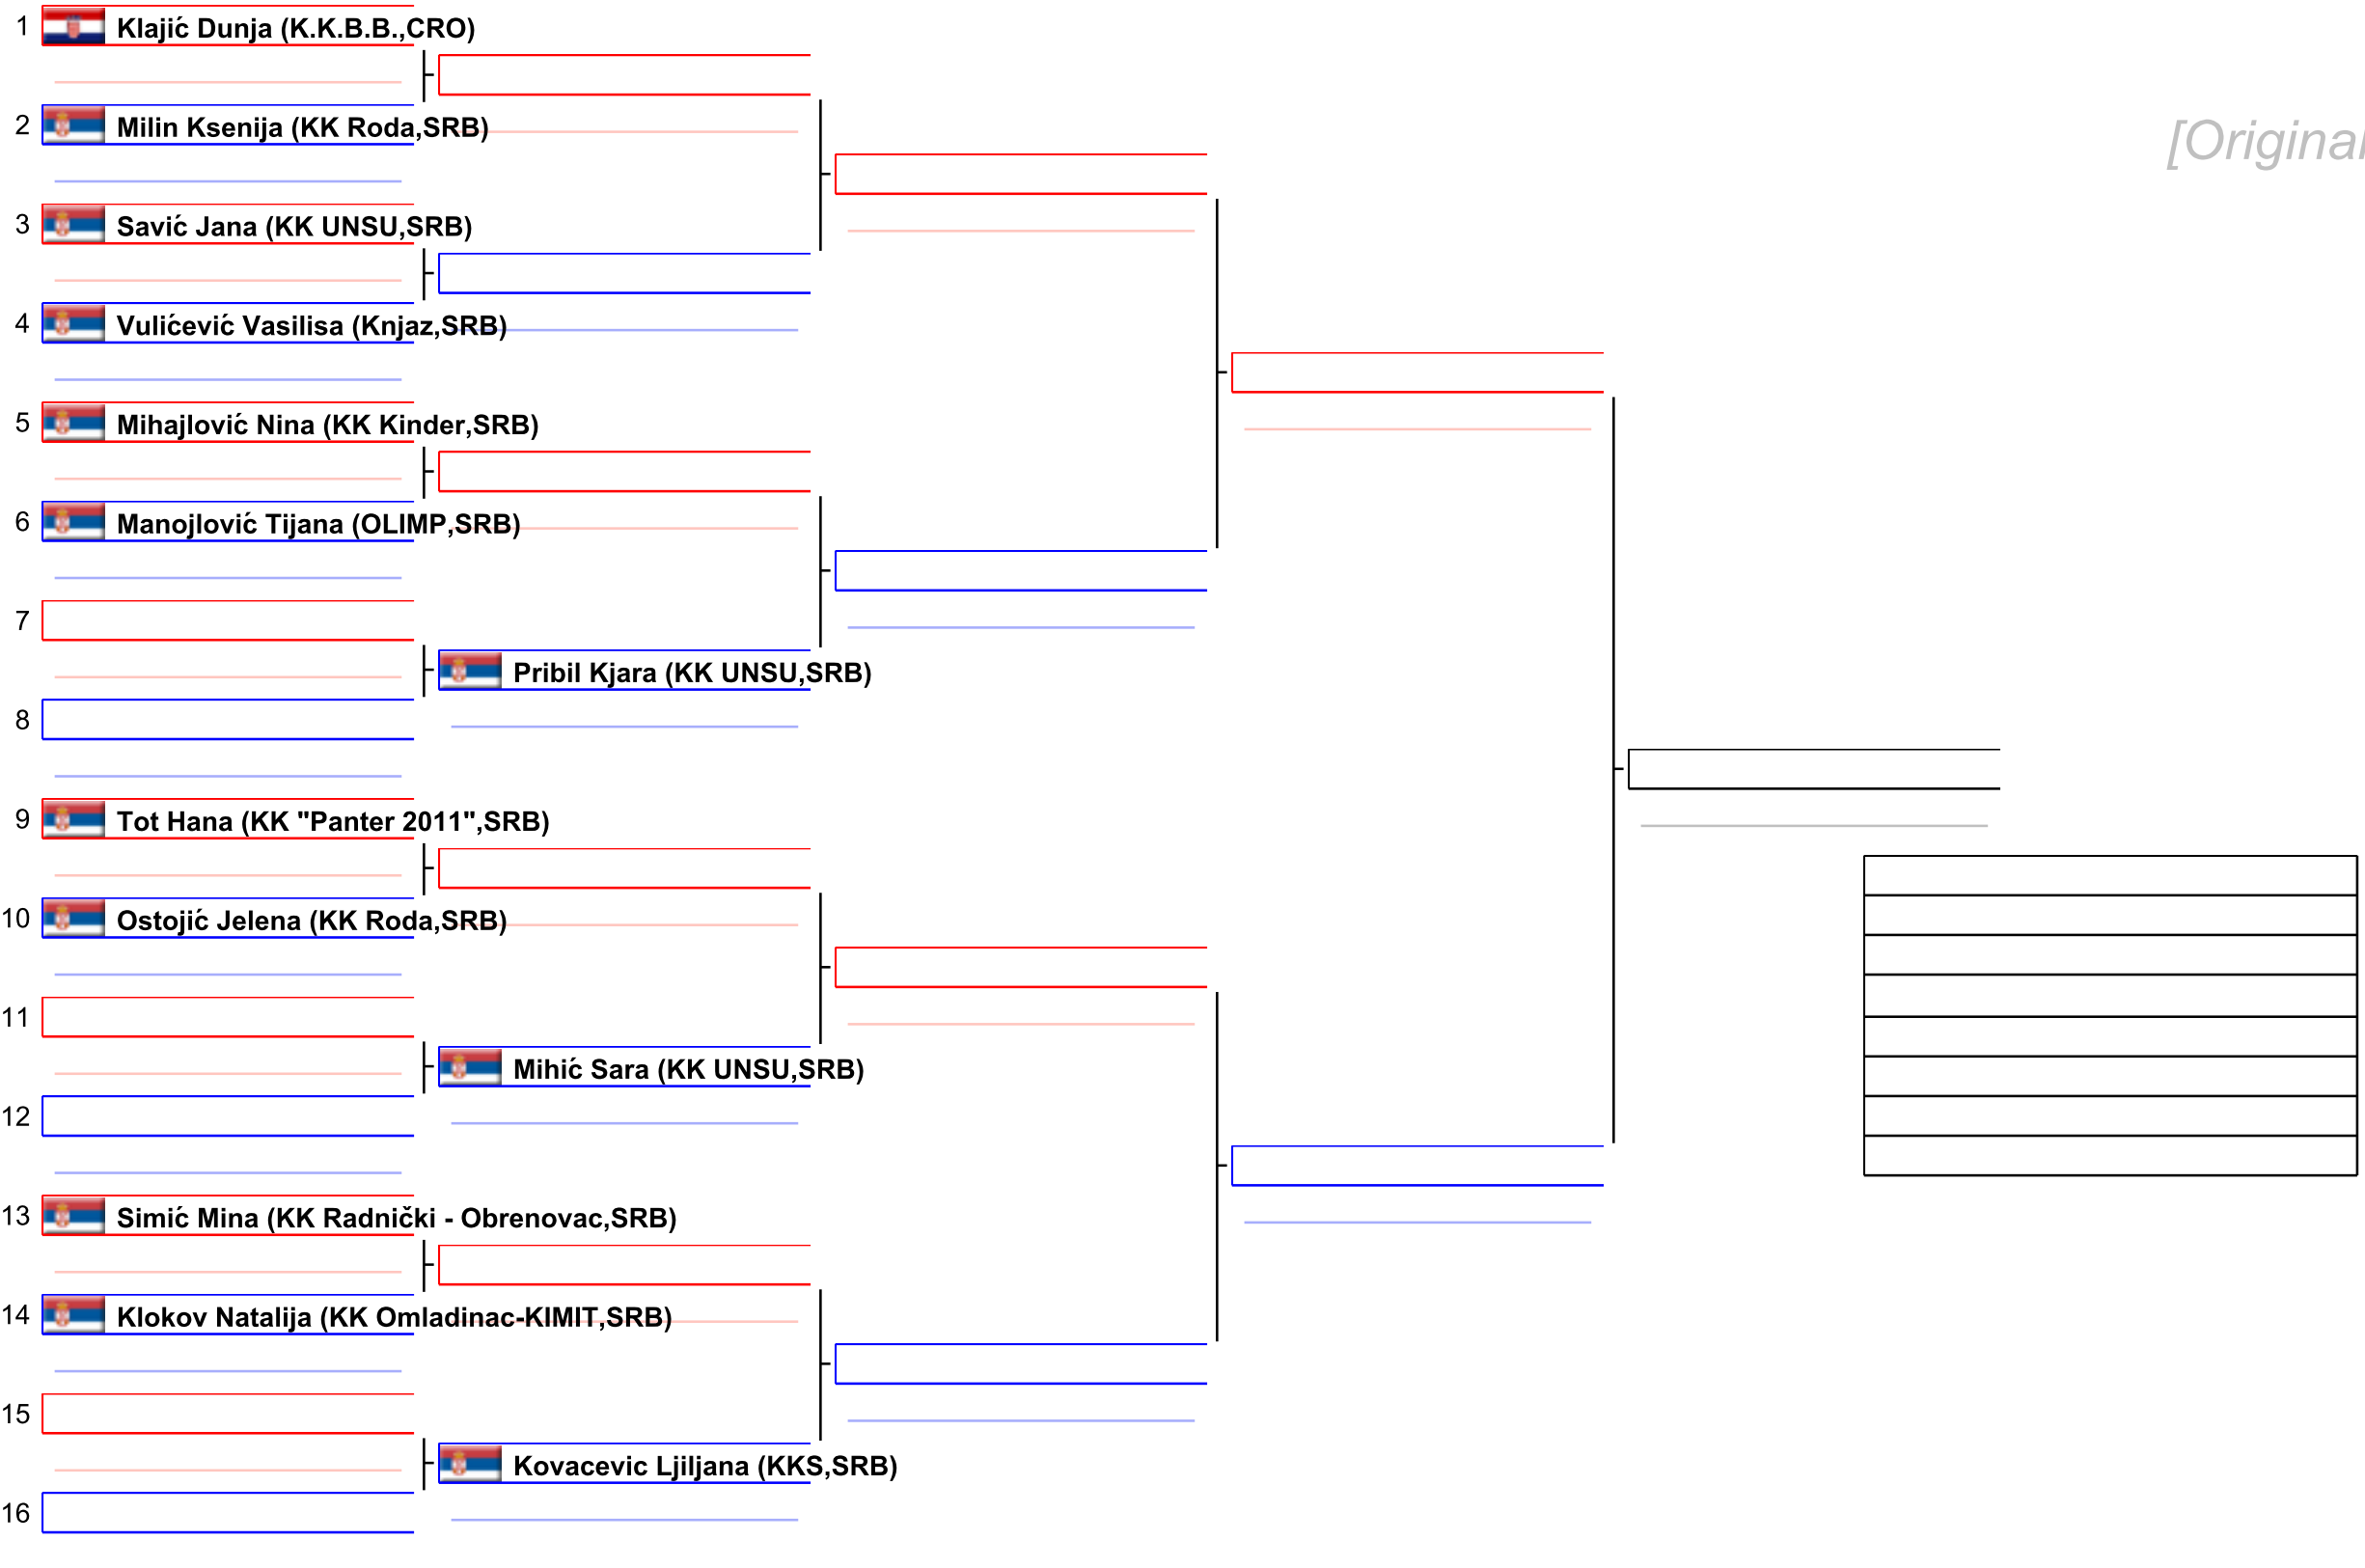 1 Klajić Dunja (K.K.B.B.,CRO)
2 Milin Ksenija (KK Roda,SRB)
[Original
3 Savić Jana (KK UNSU,SRB)
4 Vulićević Vasilisa (Knjaz,SRB)
5 Mihajlović Nina (KK Kinder,SRB)
6 Manojlović Tijana (OLIMP,SRB)
7
Pribil Kjara (KK UNSU,SRB)
8
9 Tot Hana (KK "Panter 2011",SRB)
10 Ostojić Jelena (KK Roda,SRB)
11
Mihić Sara (KK UNSU,SRB)
12
13 Simić Mina (KK Radnički - Obrenovac,SRB)
14 Klokov Natalija (KK Omladinac-KIMIT,SRB)
15
Kovacevic Ljiljana (KKS,SRB)
16